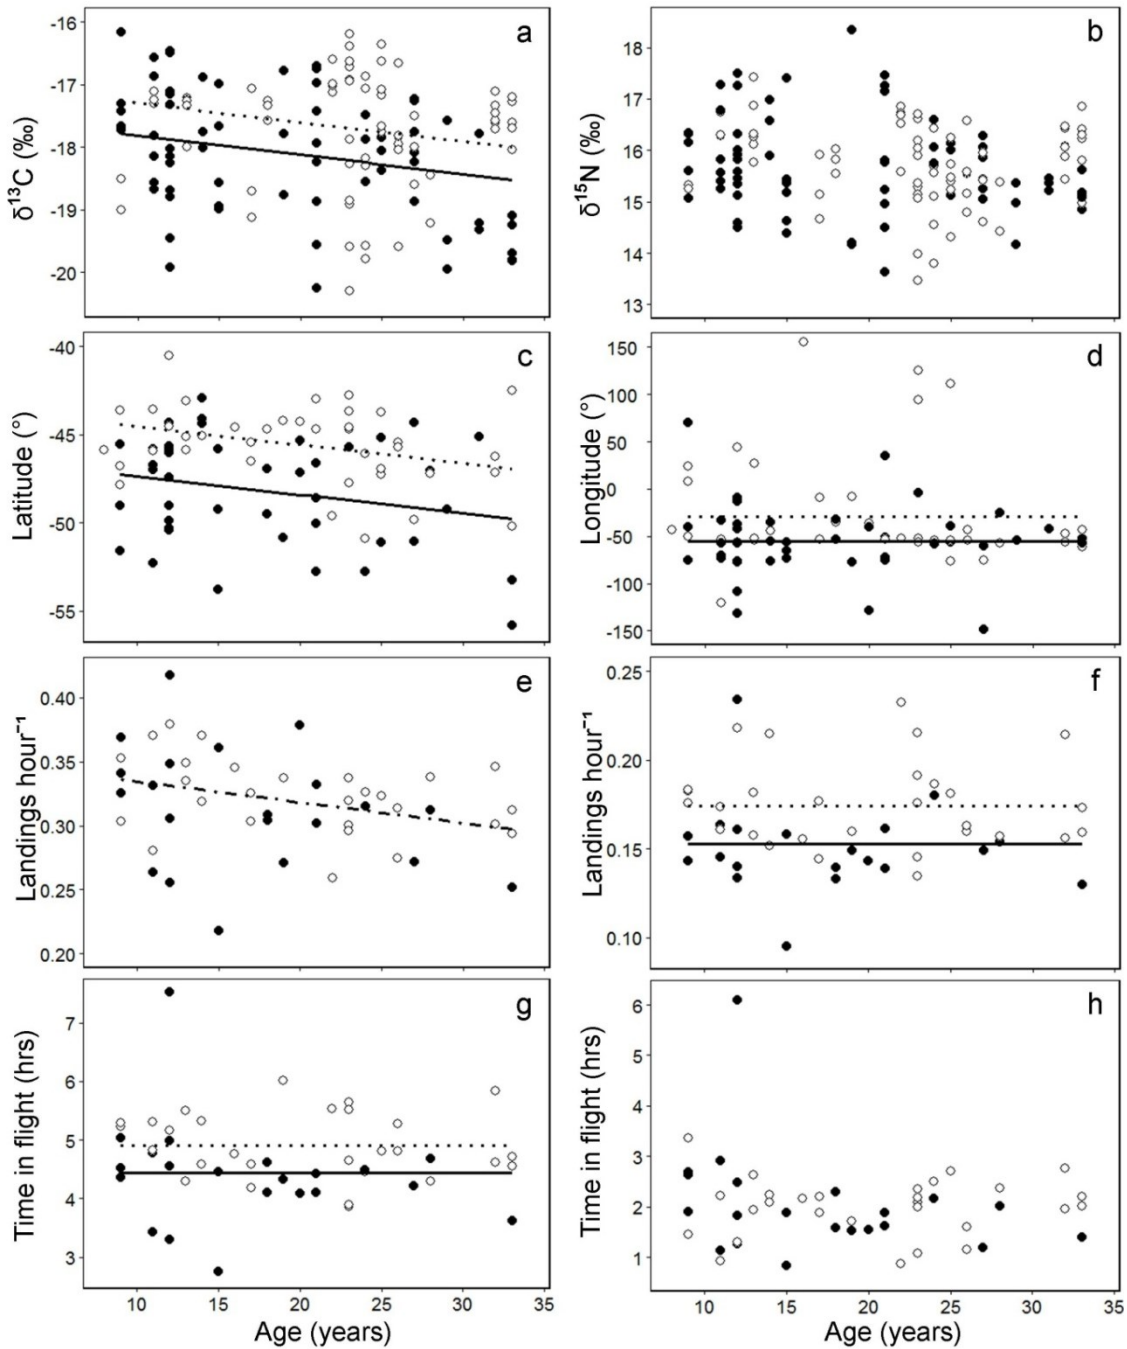 a
δ¹³C (‰)
-16
-17
-18
-19
-20
b
δ¹⁵N (‰)
18
17
16
15
14
13
c
Latitude (°)
-40
-45
-50
-55
d
Longitude (°)
150
100
50
0
-50
-100
-150
e
Landings hour⁻¹
0.40
0.35
0.30
0.25
0.20
f
Landings hour⁻¹
0.25
0.20
0.15
0.10
g
Time in flight (hrs)
7
6
5
4
3
10 15 20 25 30 35
Age (years)
h
Time in flight (hrs)
6
5
4
3
2
1
10 15 20 25 30 35
Age (years)